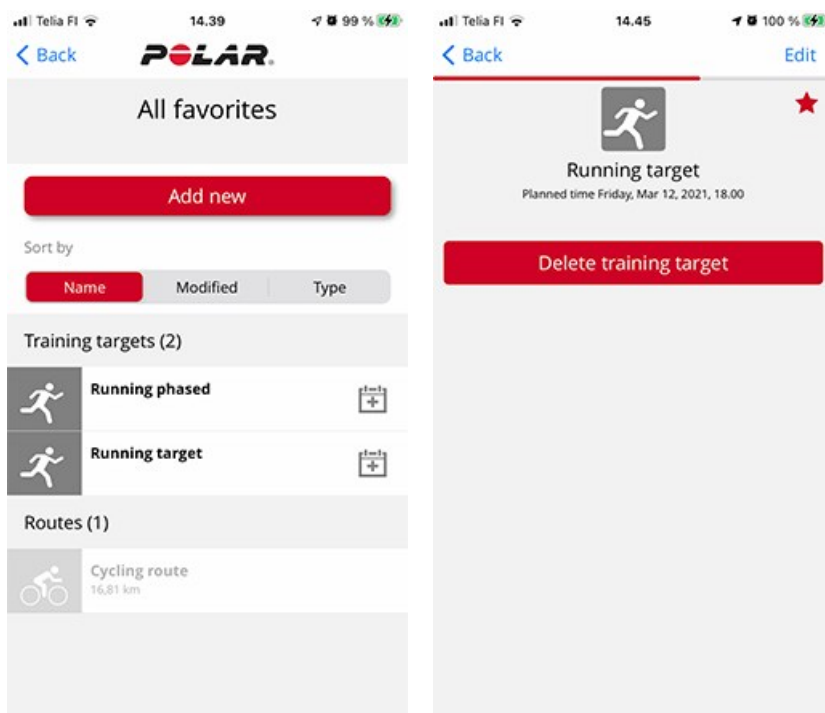 Telia FI 14.39 99 %
Back POLAR.
All favorites
Add new
Sort by
Name Modified Type
Training targets (2)
Running phased
Running target
Routes (1)
Cycling route
16,81 km
Telia FI 14.45 100 %
Back Edit
Running target
Planned time Friday, Mar 12, 2021, 18.00
Delete training target